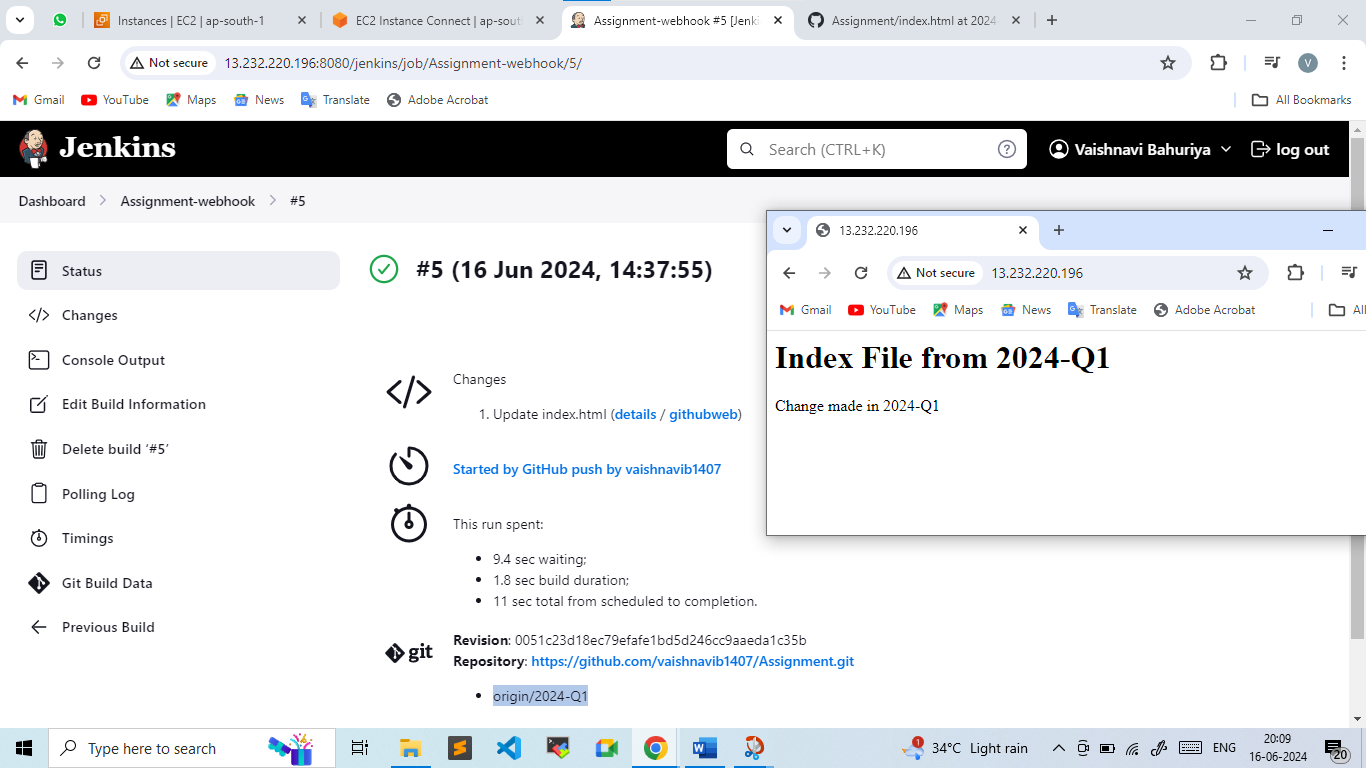 Instances | EC2 | ap-south-1
EC2 Instance Connect | ap-sout
Assignment-webhook #5 [Jenki
Assignment/index.html at 2024
Not secure
13.232.220.196:8080/jenkins/job/Assignment-webhook/5/
V
Gmail
YouTube
Maps
News
Translate
Adobe Acrobat
All Bookmarks
Jenkins
Search (CTRL+K)
Vaishnavi Bahuriya
log out
Dashboard
Assignment-webhook
#5
Status
Changes
Console Output
Edit Build Information
Delete build ‘#5’
Polling Log
Timings
Git Build Data
Previous Build
#5 (16 Jun 2024, 14:37:55)
Changes
1. Update index.html (details / githubweb)
Started by GitHub push by vaishnavib1407
This run spent:
9.4 sec waiting;
1.8 sec build duration;
11 sec total from scheduled to completion.
git
Revision: 0051c23d18ec79efafe1bd5d246cc9aaeda1c35b
Repository: https://github.com/vaishnavib1407/Assignment.git
origin/2024-Q1
13.232.220.196
Not secure
13.232.220.196
Gmail
YouTube
Maps
News
Translate
Adobe Acrobat
All
Index File from 2024-Q1
Change made in 2024-Q1
Type here to search
1
34°C Light rain
ENG
20:09
16-06-2024
20